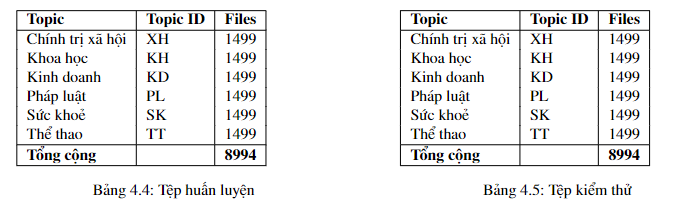 Topic Topic ID Files
Chính trị xã hội XH 1499
Khoa học KH 1499
Kinh doanh KD 1499
Pháp luật PL 1499
Sức khoẻ SK 1499
Thể thao TT 1499
Tổng cộng 8994
Bảng 4.4: Tệp huấn luyện
Topic Topic ID Files
Chính trị xã hội XH 1499
Khoa học KH 1499
Kinh doanh KD 1499
Pháp luật PL 1499
Sức khoẻ SK 1499
Thể thao TT 1499
Tổng cộng 8994
Bảng 4.5: Tệp kiểm thử